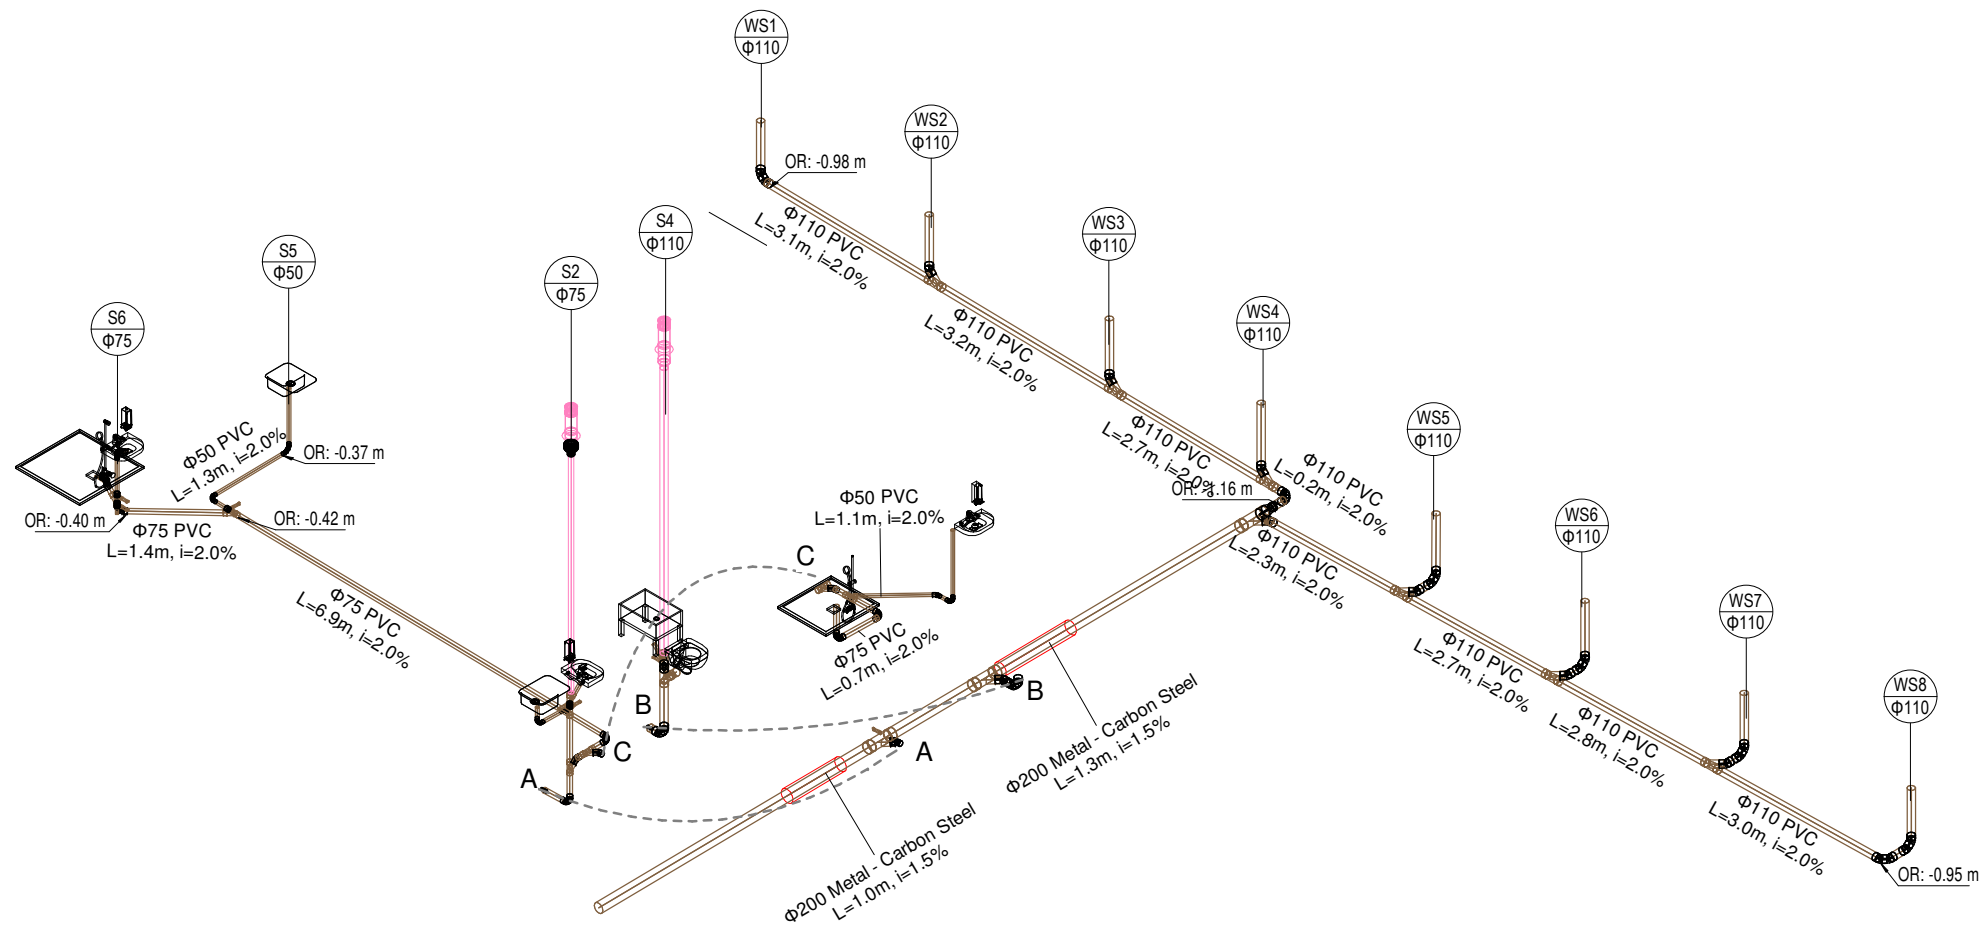 WS1
Φ110
WS2
Φ110
OR: -0.98 m
Φ110 PVC
L=3.1m, i=2.0%
S4
Φ110
WS3
Φ110
S5
Φ50
S2
Φ75
S6
Φ75
WS4
Φ110
Φ110 PVC
L=3.2m, i=2.0%
WS5
Φ110
Φ50 PVC
L=1.3m, i=2.0%
OR: -0.37 m
Φ110 PVC
L=2.7m, i=2.0%
Φ110 PVC
L=0.2m, i=2.0%
OR: -1.16 m
OR: -0.40 m
OR: -0.42 m
Φ75 PVC
L=1.4m, i=2.0%
Φ50 PVC
L=1.1m, i=2.0%
WS6
Φ110
Φ110 PVC
L=2.3m, i=2.0%
C
Φ75 PVC
L=6.9m, i=2.0%
WS7
Φ110
Φ75 PVC
L=0.7m, i=2.0%
Φ110 PVC
L=2.7m, i=2.0%
B
B
WS8
Φ110
Φ200 Metal - Carbon Steel
L=1.3m, i=1.5%
Φ110 PVC
L=2.8m, i=2.0%
C
A
A
Φ110 PVC
L=3.0m, i=2.0%
Φ200 Metal - Carbon Steel
L=1.0m, i=1.5%
OR: -0.95 m